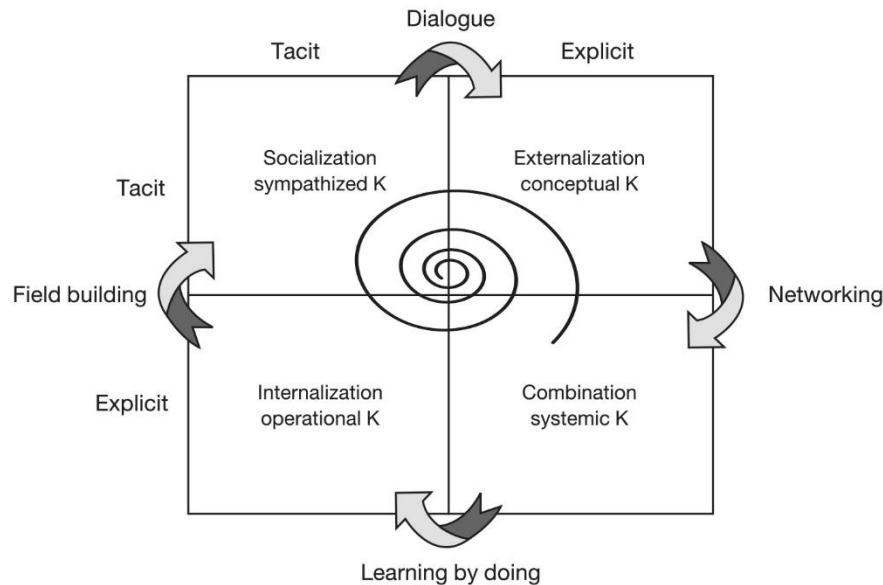 Dialogue
Tacit
Explicit
Socialization
sympathized K
Externalization
conceptual K
Tacit
Field building
Networking
Explicit
Internalization
operational K
Combination
systemic K
Learning by doing